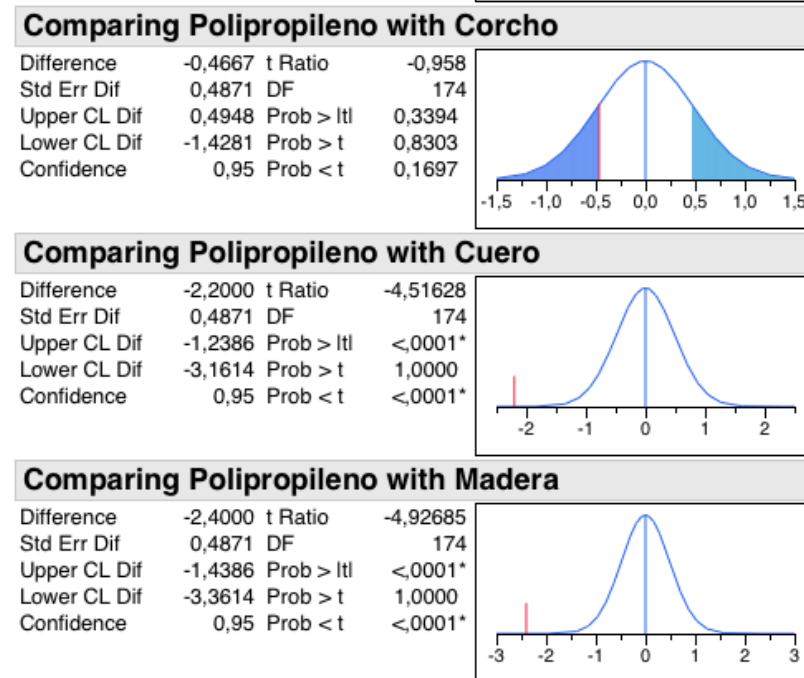 Comparing Polipropileno with Corcho
Difference -0,4667 t Ratio -0,958
Std Err Dif 0,4871 DF 174
Upper CL Dif 0,4948 Prob > |t| 0,3394
Lower CL Dif -1,4281 Prob > t 0,8303
Confidence 0,95 Prob < t 0,1697
-1,5 -1,0 -0,5 0,0 0,5 1,0 1,5
Comparing Polipropileno with Cuero
Difference -2,2000 t Ratio -4,51628
Std Err Dif 0,4871 DF 174
Upper CL Dif -1,2386 Prob > |t| <,0001*
Lower CL Dif -3,1614 Prob > t 1,0000
Confidence 0,95 Prob < t <,0001*
-2 -1 0 1 2
Comparing Polipropileno with Madera
Difference -2,4000 t Ratio -4,92685
Std Err Dif 0,4871 DF 174
Upper CL Dif -1,4386 Prob > |t| <,0001*
Lower CL Dif -3,3614 Prob > t 1,0000
Confidence 0,95 Prob < t <,0001*
-3 -2 -1 0 1 2 3